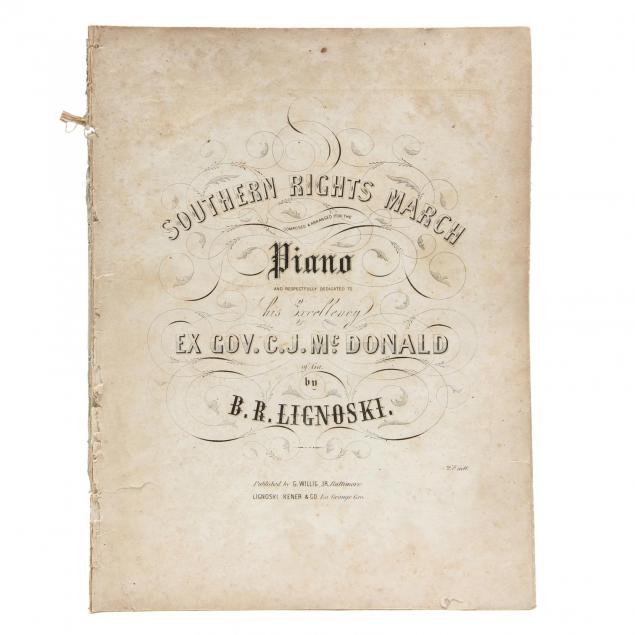 SOUTHERN RIGHTS MARCH
COMPOSED & ARRANGED FOR THE
Piano
AND RESPECTFULLY DEDICATED TO
his Excellency
EX GOV. C. J. Mc DONALD
of Ga.
by
B. R. LIGNOSKI.
nett
Published by G. WILLIG, JR. Baltimore
LIGNOSKI, KENER & CO. La Grange Geo.